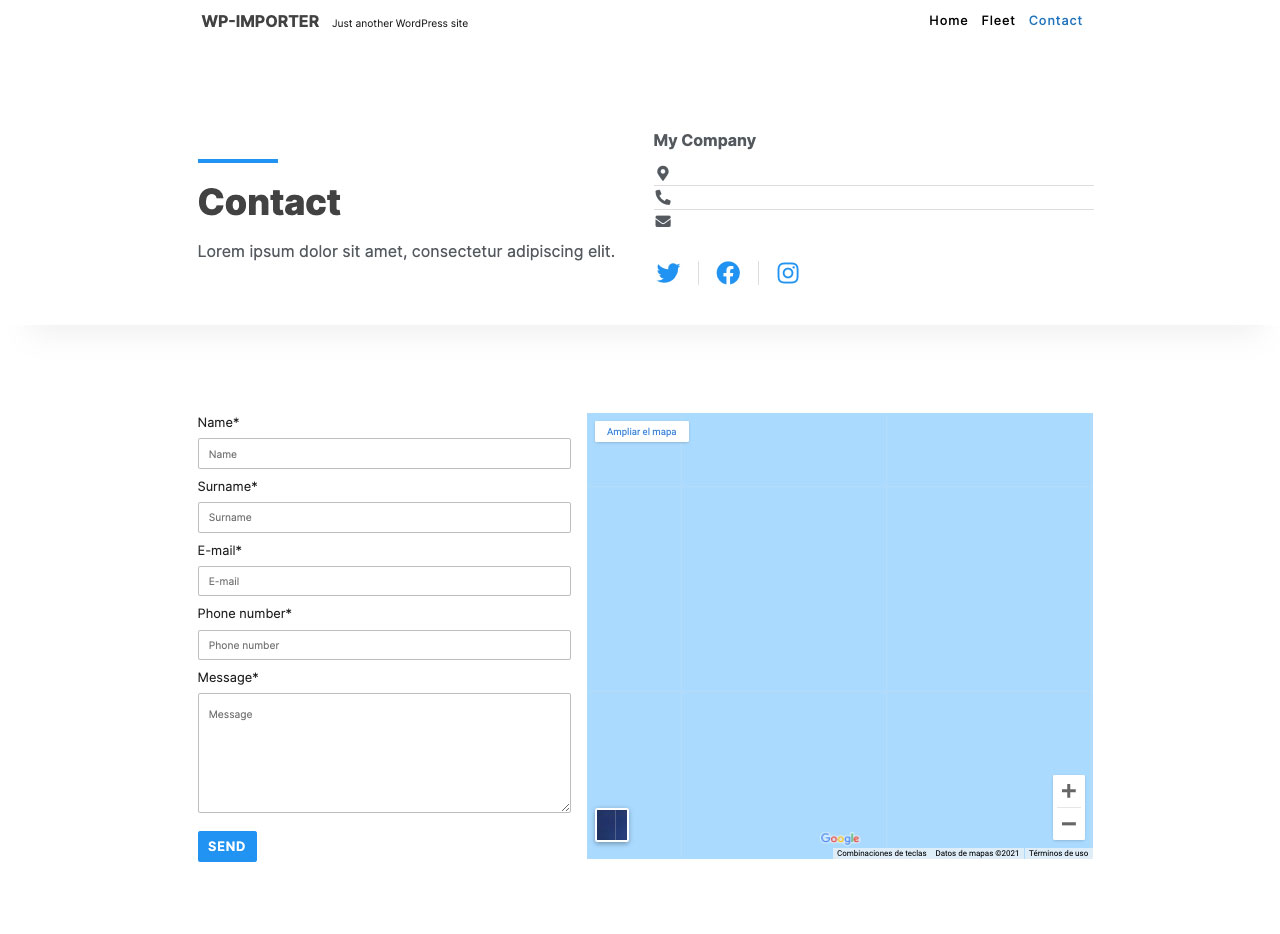 WP-IMPORTER Just another WordPress site
Home Fleet Contact
Contact
Lorem ipsum dolor sit amet, consectetur adipiscing elit.
My Company
Name*
Name
Surname*
Surname
E-mail*
E-mail
Phone number*
Phone number
Message*
Message
SEND
Ampliar el mapa
Google
Combinaciones de teclas Datos de mapas ©2021 Términos de uso